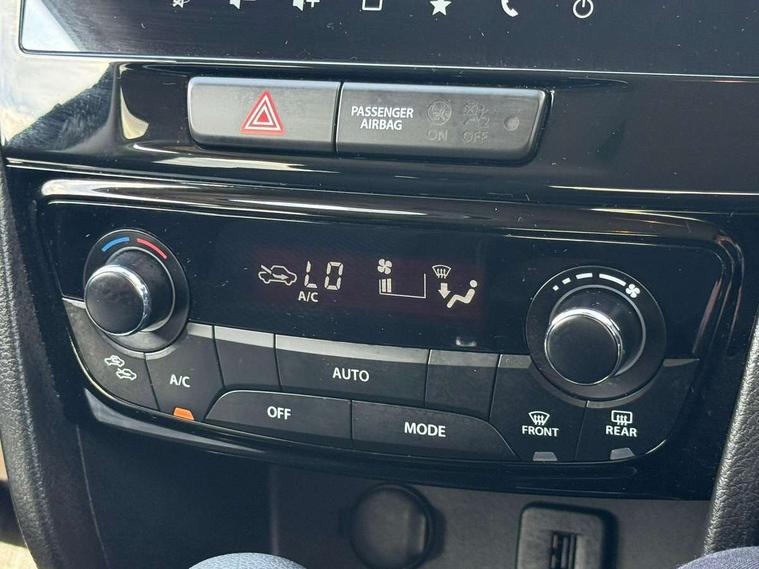 PASSENGER
AIRBAG
ON OFF
LO
A/C
A/C
AUTO
OFF
MODE
FRONT
REAR